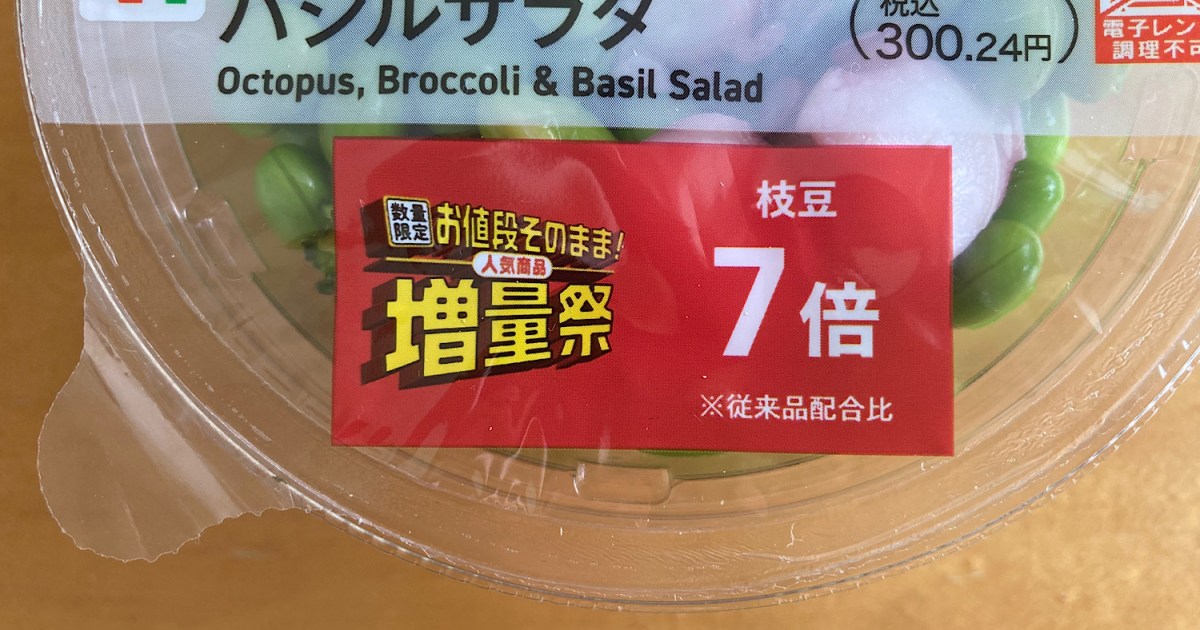 バジルサラダ
Octopus, Broccoli & Basil Salad
税込
(300.24円)
電子レン
調理不可
数量
限定
お値段そのまま!
人気商品
増量祭
枝豆
7倍
※従来品配合比